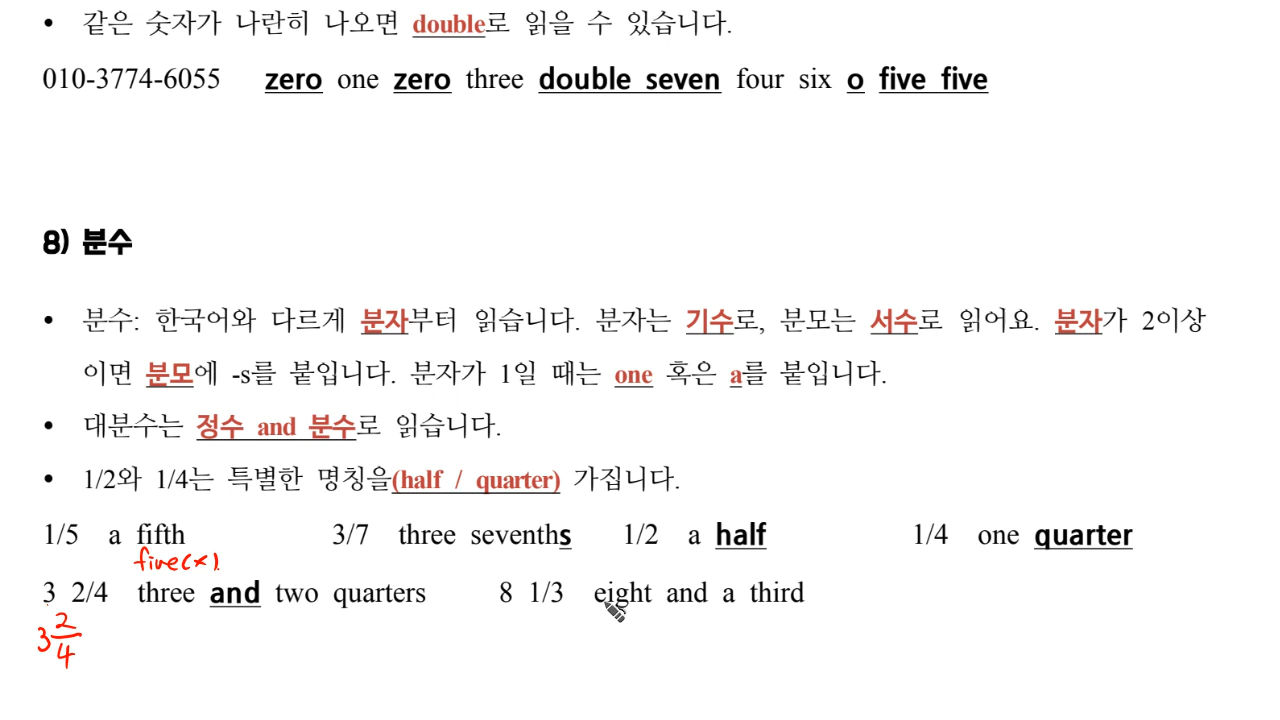 • 같은 숫자가 나란히 나오면 double로 읽을 수 있습니다.
010-3774-6055 zero one zero three double seven four six o five five
8) 분수
• 분수: 한국어와 다르게 분자부터 읽습니다. 분자는 기수로, 분모는 서수로 읽어요. 분자가 2이상
이면 분모에 -s를 붙입니다. 분자가 1일 때는 one 혹은 a를 붙입니다.
• 대분수는 정수 and 분수로 읽습니다.
• 1/2와 1/4는 특별한 명칭을(half / quarter) 가집니다.
1/5 a fifth 3/7 three sevenths 1/2 a half 1/4 one quarter
five(×)
3 2/4 three and two quarters 8 1/3 eight and a third
3 2/4